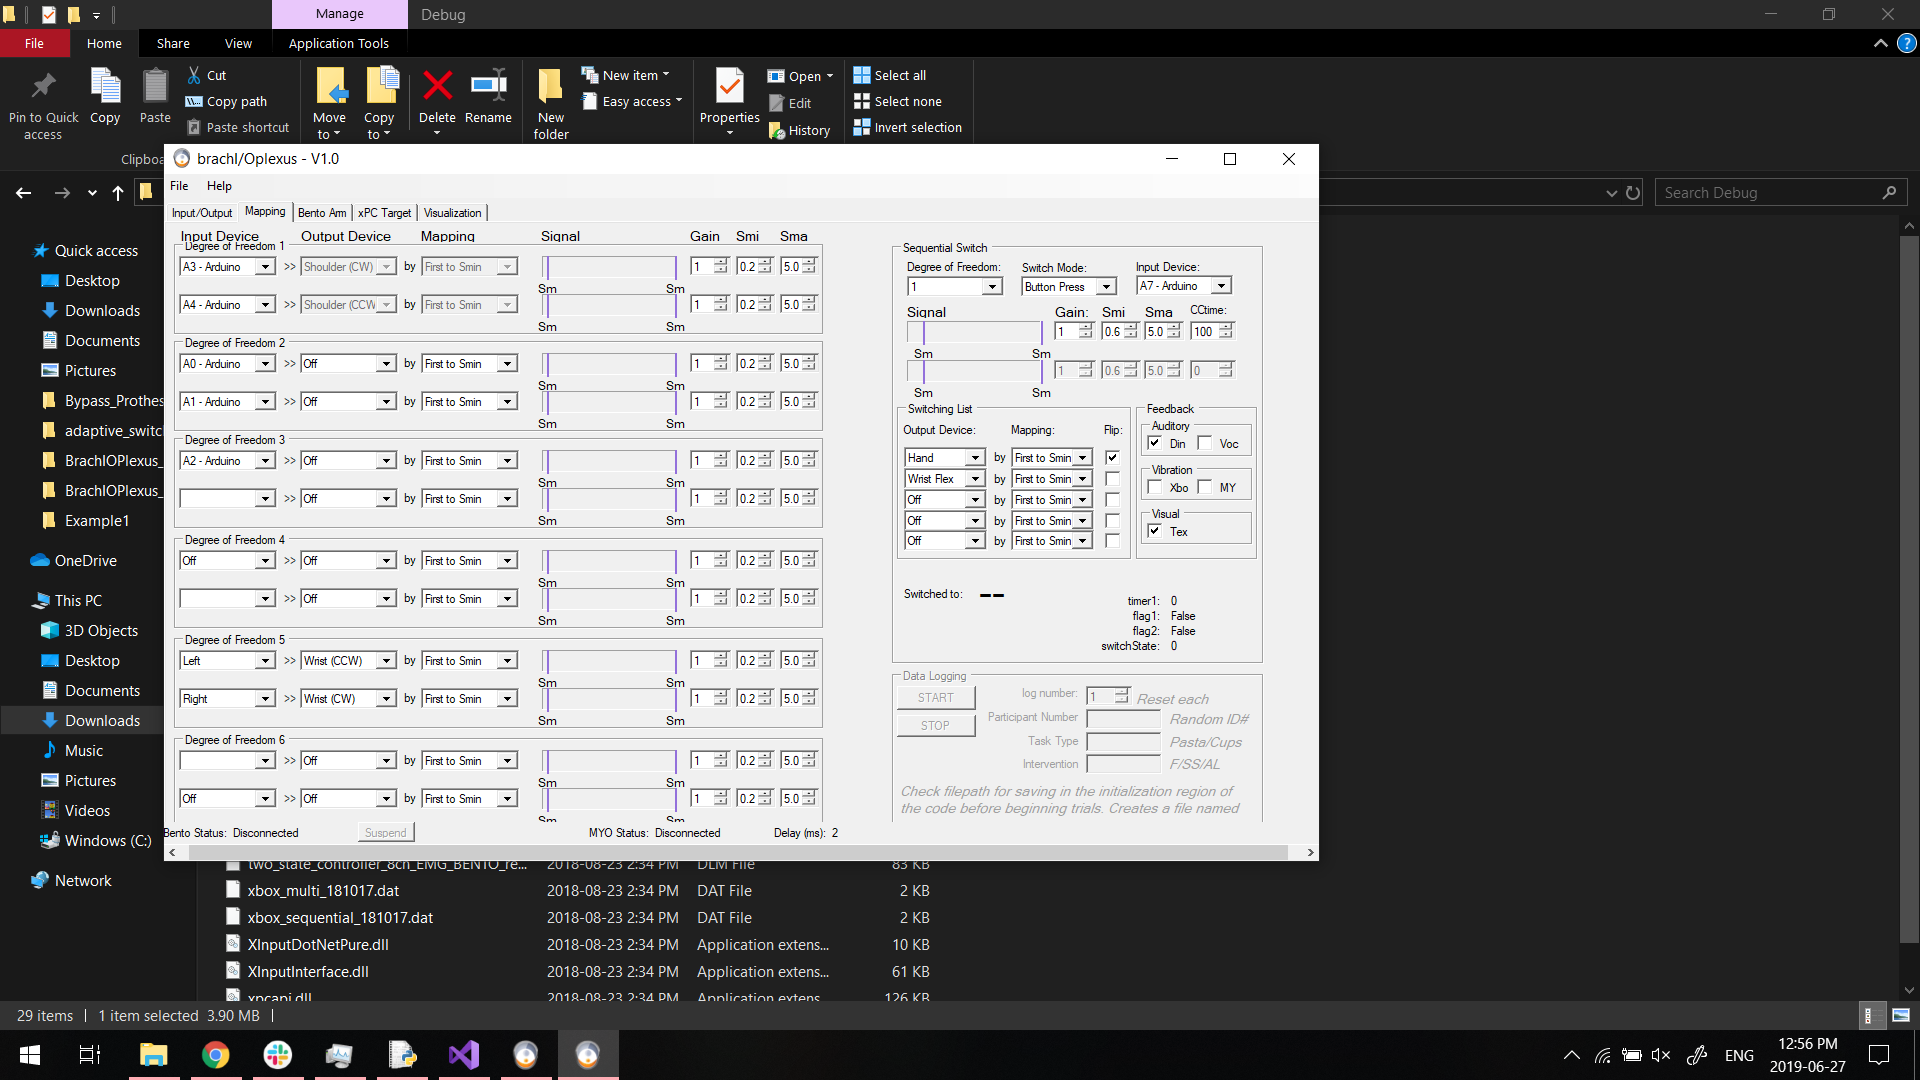 Manage
Debug
File
Home
Share
View
Application Tools
Pin to Quick access
Copy
Paste
Cut
Copy path
Paste shortcut
Clipboa
Move to
Copy to
Delete
Rename
New folder
New item
Easy access
Properties
Open
Edit
History
Select all
Select none
Invert selection
Search Debug
Quick access
Desktop
Downloads
Documents
Pictures
Bypass_Prothes
adaptive_switch
BrachIOPlexus_
BrachIOPlexus_
Example1
OneDrive
This PC
3D Objects
Desktop
Documents
Downloads
Music
Pictures
Videos
Windows (C:)
Network
brachI/Oplexus - V1.0
File Help
Input/Output Mapping Bento Arm xPC Target Visualization
Input Device Output Device Mapping Signal Gain Smi Sma
Degree of Freedom 1
A3 - Arduino >> Shoulder (CW) by First to Smin 1 0.2 5.0
Sm Sm
A4 - Arduino >> Shoulder (CCW by First to Smin 1 0.2 5.0
Sm Sm
Degree of Freedom 2
A0 - Arduino >> Off by First to Smin 1 0.2 5.0
Sm Sm
A1 - Arduino >> Off by First to Smin 1 0.2 5.0
Sm Sm
Degree of Freedom 3
A2 - Arduino >> Off by First to Smin 1 0.2 5.0
Sm Sm
>> Off by First to Smin 1 0.2 5.0
Sm Sm
Degree of Freedom 4
Off >> Off by First to Smin 1 0.2 5.0
Sm Sm
>> Off by First to Smin 1 0.2 5.0
Sm Sm
Degree of Freedom 5
Left >> Wrist (CCW) by First to Smin 1 0.2 5.0
Sm Sm
Right >> Wrist (CW) by First to Smin 1 0.2 5.0
Sm Sm
Degree of Freedom 6
>> Off by First to Smin 1 0.2 5.0
Sm Sm
Off >> Off by First to Smin 1 0.2 5.0
Sm Sm
Sequential Switch
Degree of Freedom: Switch Mode: Input Device:
1 Button Press A7 - Arduino
Signal Gain: Smi Sma CCtime:
1 0.6 5.0 100
Sm Sm
1 0.6 5.0 0
Sm Sm
Switching List
Output Device: Mapping: Flip:
Hand by First to Smin
Wrist Flex by First to Smin
Off by First to Smin
Off by First to Smin
Off by First to Smin
Feedback
Auditory
Din Voc
Vibration
Xbo MY
Visual
Tex
Switched to: --
timer1: 0
flag1: False
flag2: False
switchState: 0
Data Logging
START
STOP
log number: 1 Reset each
Participant Number Random ID#
Task Type Pasta/Cups
Intervention F/SS/AL
Check filepath for saving in the initialization region of
the code before beginning trials. Creates a file named
Bento Status: Disconnected Suspend MYO Status: Disconnected Delay (ms): 2
two_state_controller_8ch_EMG_BENTO_re... 2018-08-23 2:34 PM DLM File 83 KB
xbox_multi_181017.dat 2018-08-23 2:34 PM DAT File 2 KB
xbox_sequential_181017.dat 2018-08-23 2:34 PM DAT File 2 KB
XInputDotNetPure.dll 2018-08-23 2:34 PM Application extens... 10 KB
XInputInterface.dll 2018-08-23 2:34 PM Application extens... 61 KB
xpcapi.dll 2018-08-23 2:34 PM Application extens 126 KB
29 items 1 item selected 3.90 MB
ENG
12:56 PM
2019-06-27